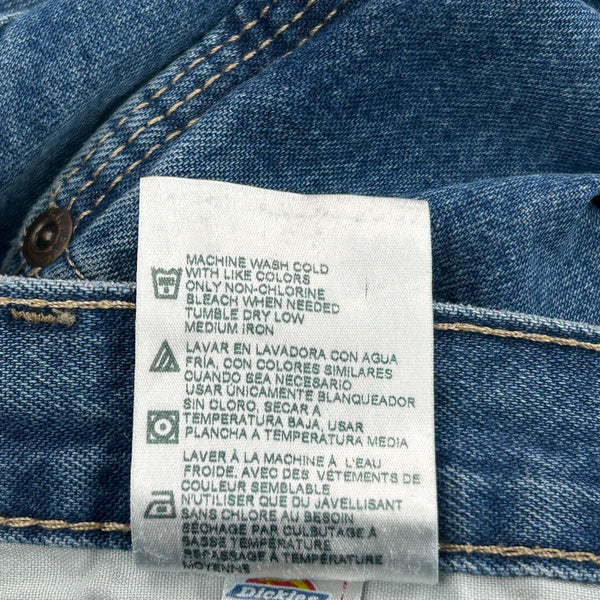 MACHINE WASH COLD
WITH LIKE COLORS
ONLY NON-CHLORINE
BLEACH WHEN NEEDED
TUMBLE DRY LOW
MEDIUM IRON
LAVAR EN LAVADORA CON AGUA
FRÍA, CON COLORES SIMILARES
CUANDO SEA NECESARIO
USAR ÚNICAMENTE BLANQUEADOR
SIN CLORO, SECAR A
TEMPERATURA BAJA, USAR
PLANCHA A TEMPERATURA MEDIA
LAVER À LA MACHINE À L'EAU
FROIDE, AVEC DES VÊTEMENTS DE
COULEUR SEMBLABLE
N'UTILISER QUE DU JAVELLISANT
SANS CHLORE AU BESOIN
SÉCHAGE PAR CULBUTAGE À
BASSE TEMPÉRATURE
REPASSAGE À TEMPÉRATURE
MOYENNE
Dickies